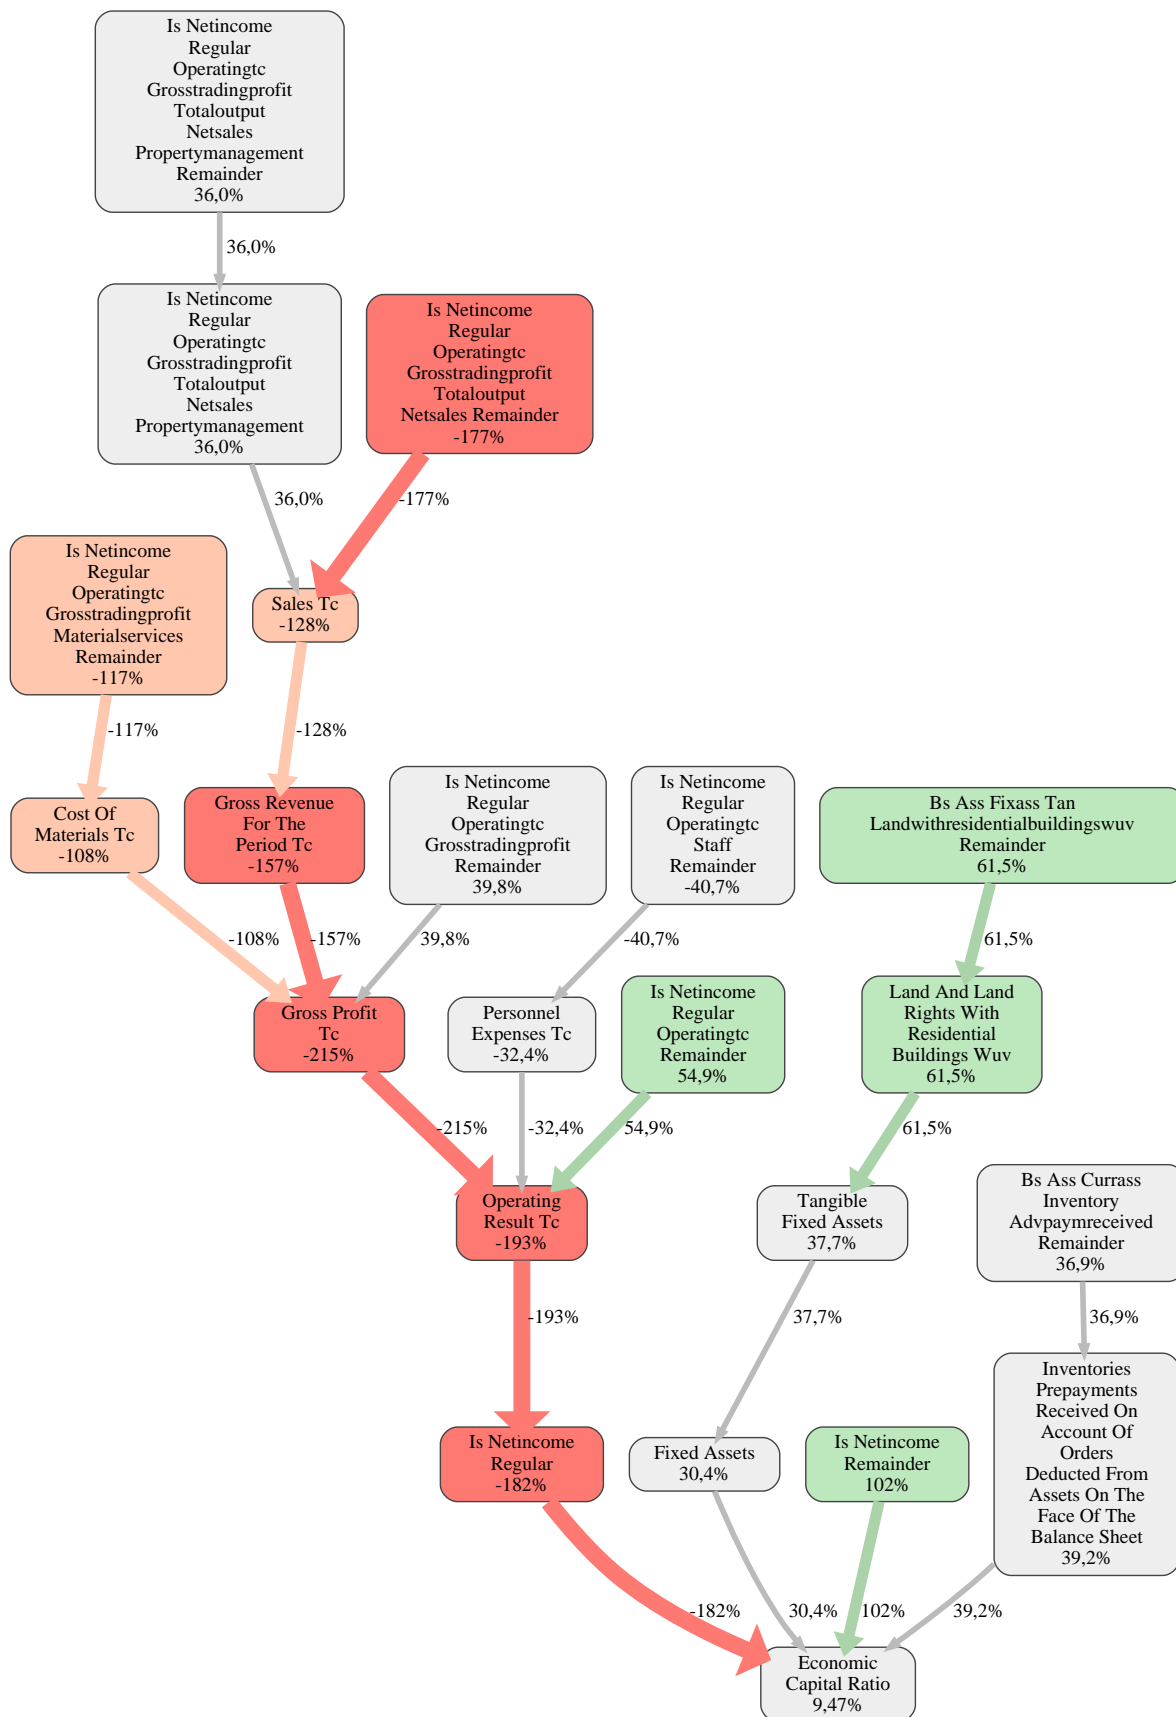 Is Netincome
Regular
Operatingtc
Grosstradingprofit
Totaloutput
Netsales
Propertymanagement
Remainder
36,0%
36,0%
Is Netincome
Regular
Operatingtc
Grosstradingprofit
Totaloutput
Netsales
Propertymanagement
36,0%
Is Netincome
Regular
Operatingtc
Grosstradingprofit
Totaloutput
Netsales Remainder
-177%
36,0%
-177%
Is Netincome
Regular
Operatingtc
Grosstradingprofit
Materialservices
Remainder
-117%
Sales Tc
-128%
-117%
-128%
Cost Of
Materials Tc
-108%
Gross Revenue
For The
Period Tc
-157%
Is Netincome
Regular
Operatingtc
Grosstradingprofit
Remainder
39,8%
Is Netincome
Regular
Operatingtc
Staff
Remainder
-40,7%
Bs Ass Fixass Tan
Landwithresidentialbuildingswuv
Remainder
61,5%
-108%
-157%
39,8%
-40,7%
61,5%
Gross Profit
Tc
-215%
Personnel
Expenses Tc
-32,4%
Is Netincome
Regular
Operatingtc
Remainder
54,9%
Land And Land
Rights With
Residential
Buildings Wuv
61,5%
-215%
-32,4%
54,9%
61,5%
Operating
Result Tc
-193%
Tangible
Fixed Assets
37,7%
Bs Ass Currass
Inventory
Advpaymreceived
Remainder
36,9%
-193%
37,7%
36,9%
Is Netincome
Regular
-182%
Fixed Assets
30,4%
Is Netincome
Remainder
102%
Inventories
Prepayments
Received On
Account Of
Orders
Deducted From
Assets On The
Face Of The
Balance Sheet
39,2%
-182%
30,4%
102%
39,2%
Economic
Capital Ratio
9,47%